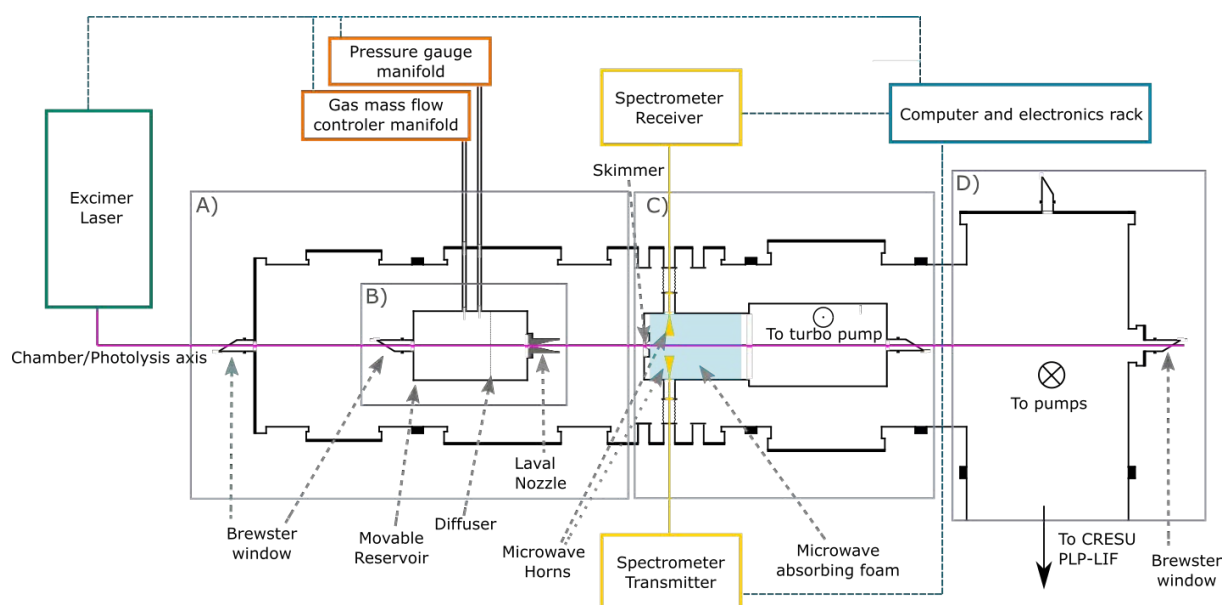 Pressure gauge
manifold
Gas mass flow
controler manifold
Spectrometer
Receiver
Computer and electronics rack
Excimer
Laser
Skimmer
A)
B)
C)
D)
To turbo pump
Chamber/Photolysis axis
To pumps
Laval
Nozzle
Diffuser
Brewster
window
Movable
Reservoir
Microwave
Horns
Microwave
absorbing foam
Spectrometer
Transmitter
To CRESU
PLP-LIF
Brewster
window